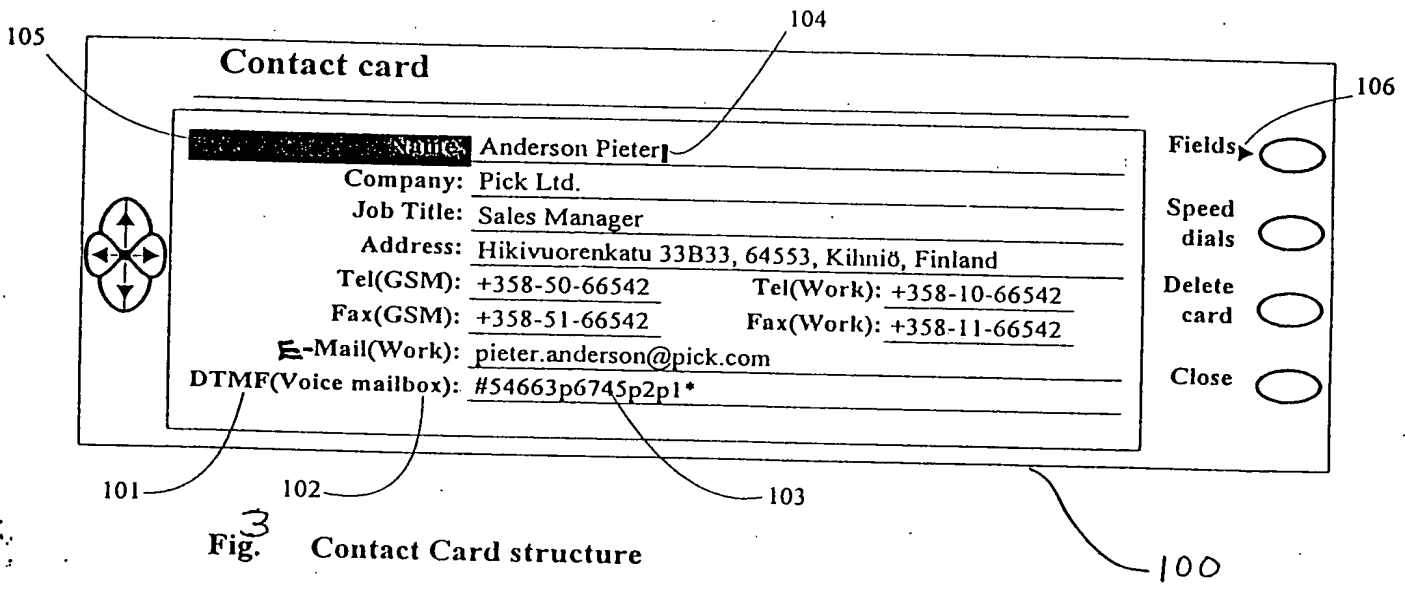 104
105
Contact card
106
Name: Anderson Pieter
Fields
Company: Pick Ltd.
Job Title: Sales Manager
Speed
dials
Address: Hikivuorenkatu 33B33, 64553, Kihniö, Finland
Tel(GSM): +358-50-66542 Tel(Work): +358-10-66542
Delete
card
Fax(GSM): +358-51-66542 Fax(Work): +358-11-66542
E-Mail(Work): pieter.anderson@pick.com
Close
DTMF(Voice mailbox): #54663p6745p2p1*
101 102 103
Fig. 3 Contact Card structure
100